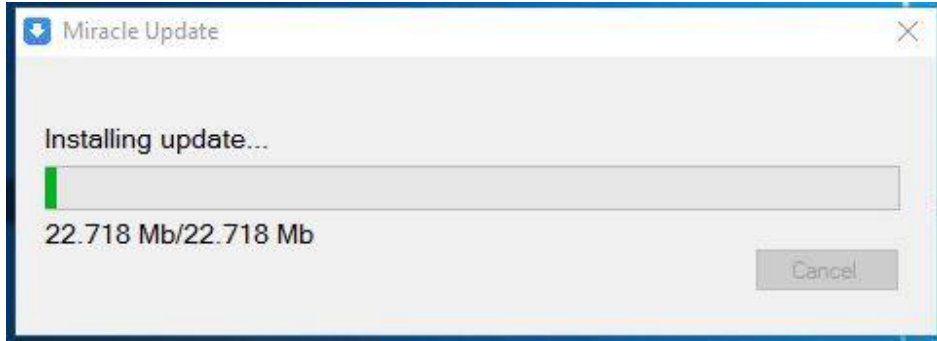 Miracle Update
Installing update...
22.718 Mb/22.718 Mb
Cancel